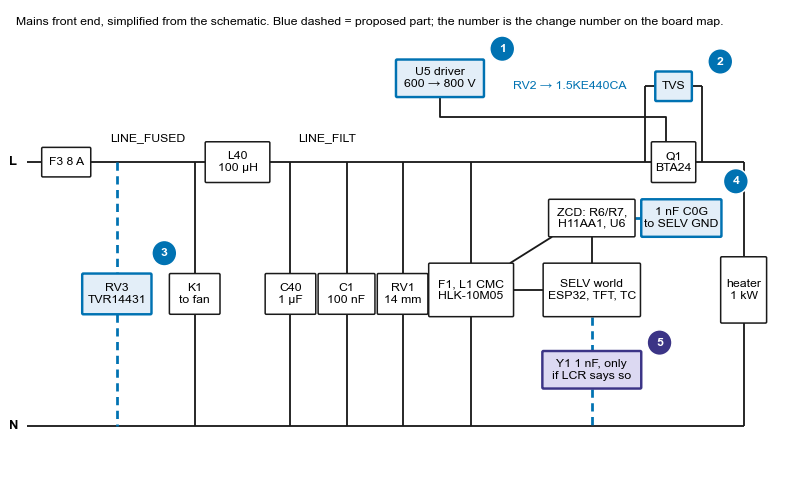 Mains front end, simplified from the schematic. Blue dashed = proposed part; the number is the change number on the board map.
1
U5 driver
600 → 800 V
RV2 → 1.5KE440CA
TVS
2
LINE_FUSED
LINE_FILT
L
F3 8 A
L40
100 µH
Q1
BTA24
4
ZCD: R6/R7,
H11AA1, U6
1 nF C0G
to SELV GND
3
RV3
TVR14431
K1
to fan
C40
1 µF
C1
100 nF
RV1
14 mm
F1, L1 CMC
HLK-10M05
SELV world
ESP32, TFT, TC
heater
1 kW
5
Y1 1 nF, only
if LCR says so
N